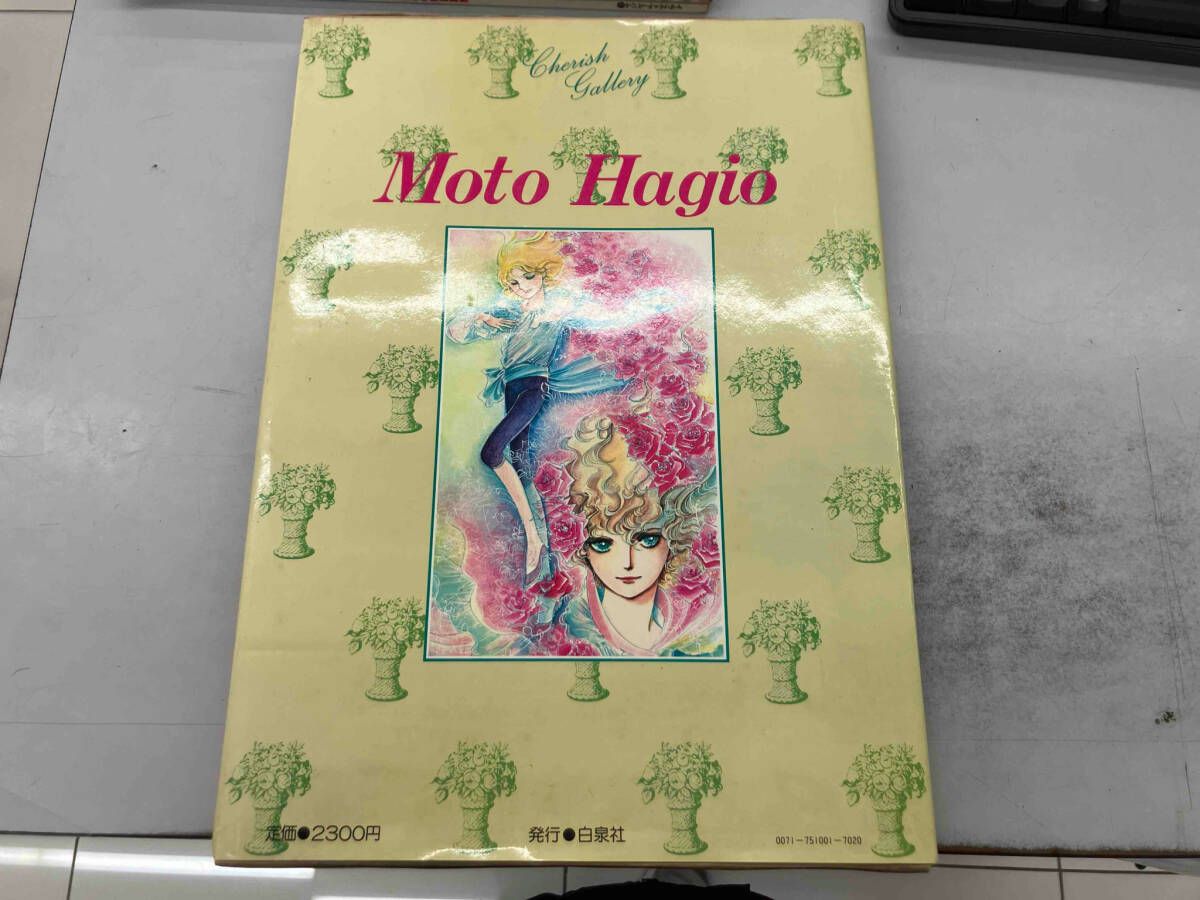 Cherish
Gallery
Moto Hagio
定価●2300円
発行●白泉社
0071-751001-7020